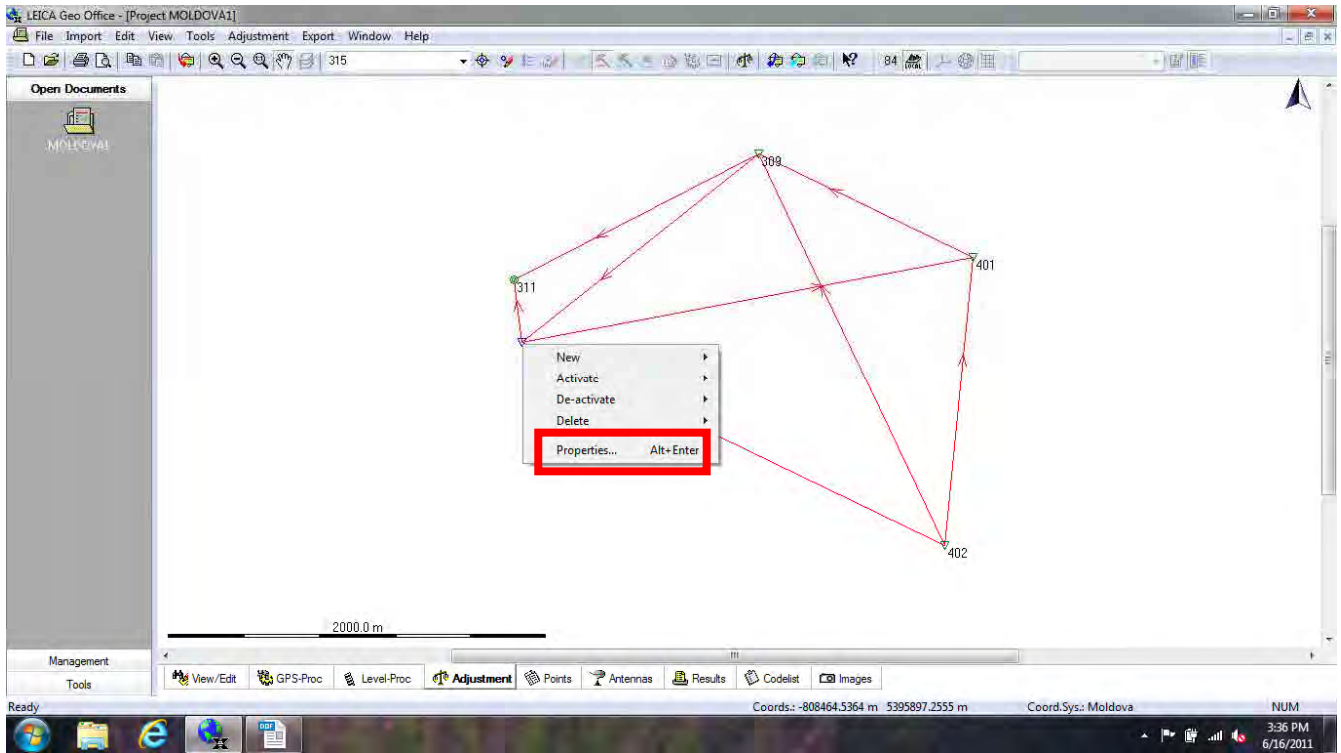 LEICA Geo Office - [Project MOLDOVA1]
File Import Edit View Tools Adjustment Export Window Help
315 84 LOCAL
Open Documents
MOLDOVA1
309
401
311
New
Activate
De-activate
Delete
Properties... Alt+Enter
402
2000.0 m
Management
Tools
View/Edit GPS-Proc Level-Proc Adjustment Points Antennas Results Codelist Images
Ready Coords.: -808464.5364 m 5395897.2555 m Coord.Sys.: Moldova NUM
PDF
3:36 PM
6/16/2011